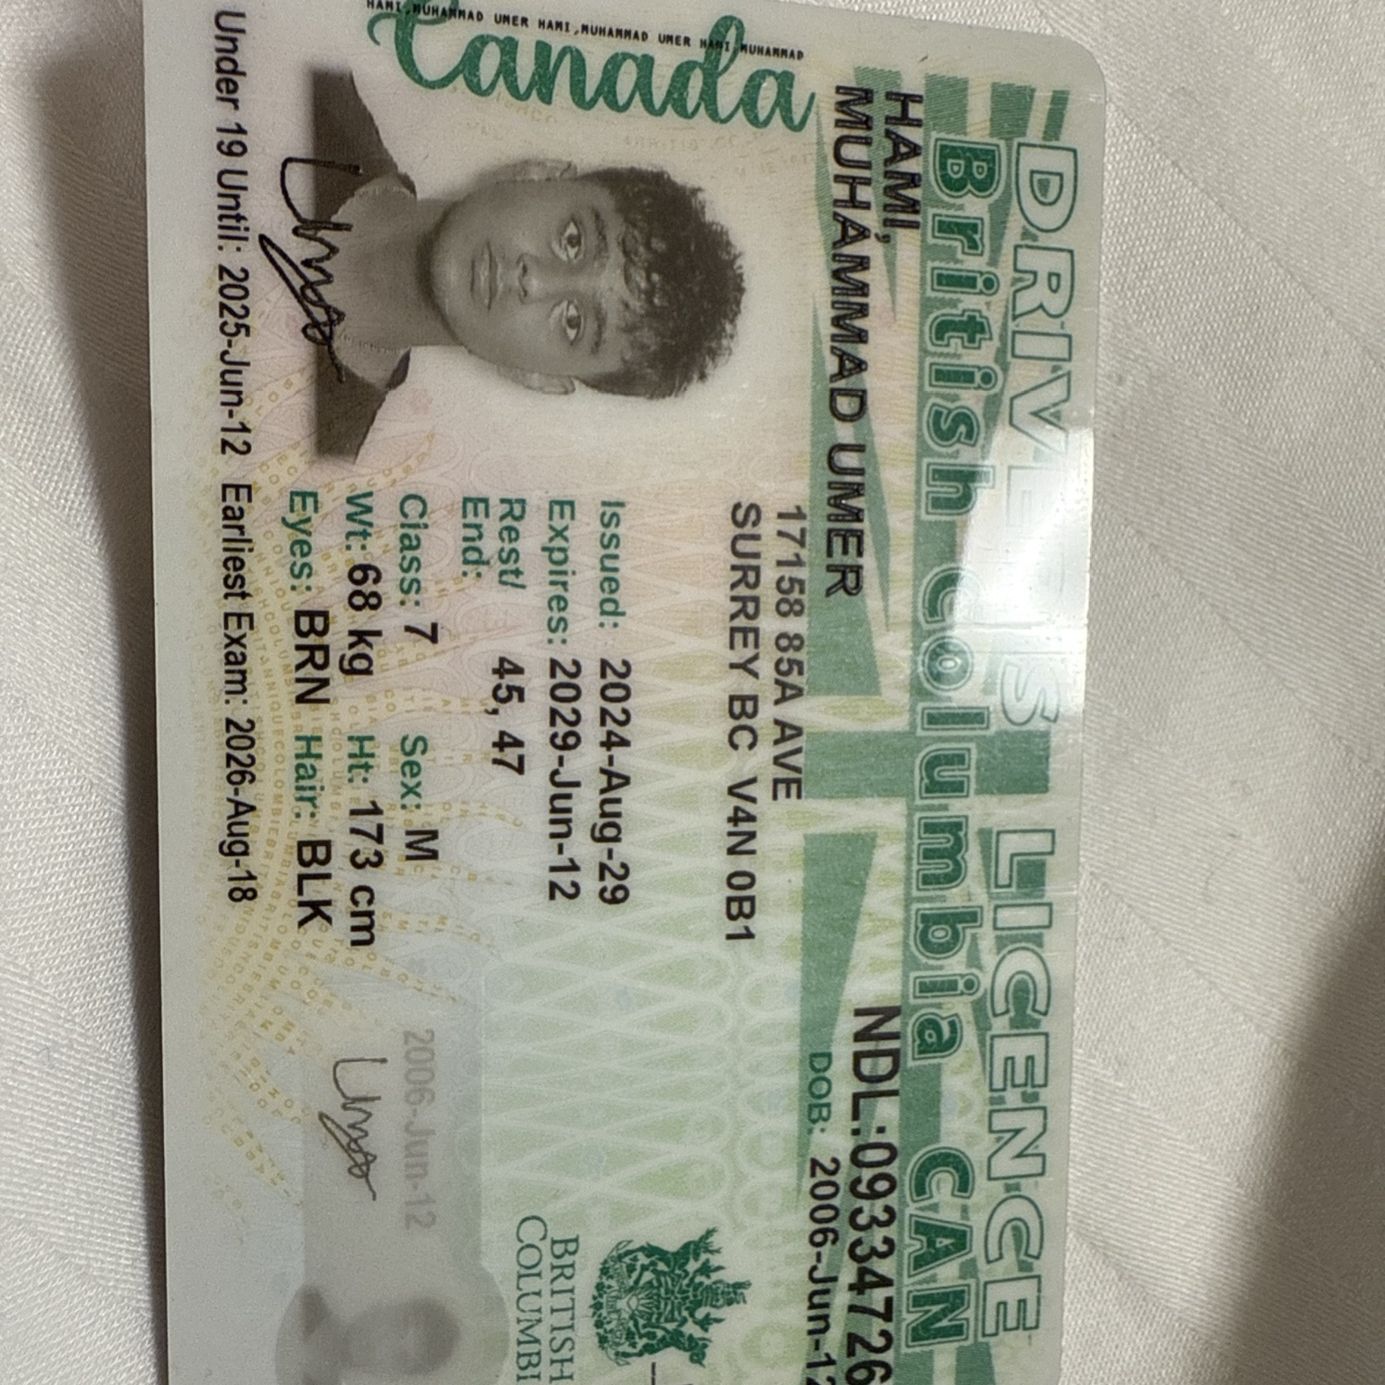 HAMI,MUHAMMAD UMER HAMI,MUHAMMAD UMER HAMI,MUHAMMAD
Canada
DRIVER'S LICENCE
British Columbia CAN
HAMI,
MUHAMMAD UMER
NDL:09334726
DOB: 2006-Jun-12
17158 85A AVE
SURREY BC V4N 0B1
Issued: 2024-Aug-29
Expires: 2029-Jun-12
Rest/ 45, 47
End:
Class: 7 Sex: M
Wt: 68 kg Ht: 173 cm
Eyes: BRN Hair: BLK
Under 19 Until: 2025-Jun-12 Earliest Exam: 2026-Aug-18
2006-Jun-12
BRITISH
COLUMBI